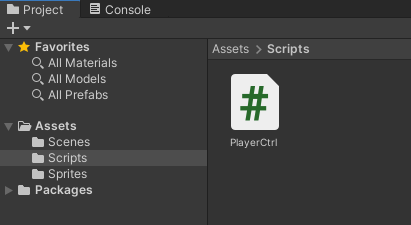 Project
Console
Favorites
All Materials
All Models
All Prefabs
Assets
Scenes
Scripts
Sprites
Packages
Assets > Scripts
#
PlayerCtrl